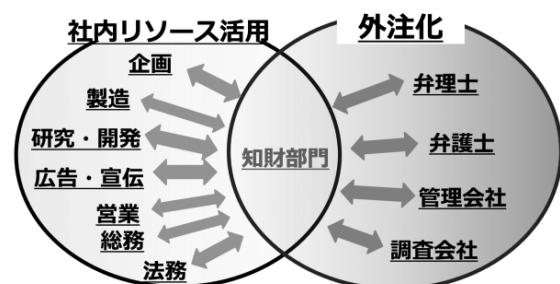 社内リソース活用
外注化
企画
製造
研究・開発
広告・宣伝
営業
総務
法務
知財部門
弁理士
弁護士
管理会社
調査会社